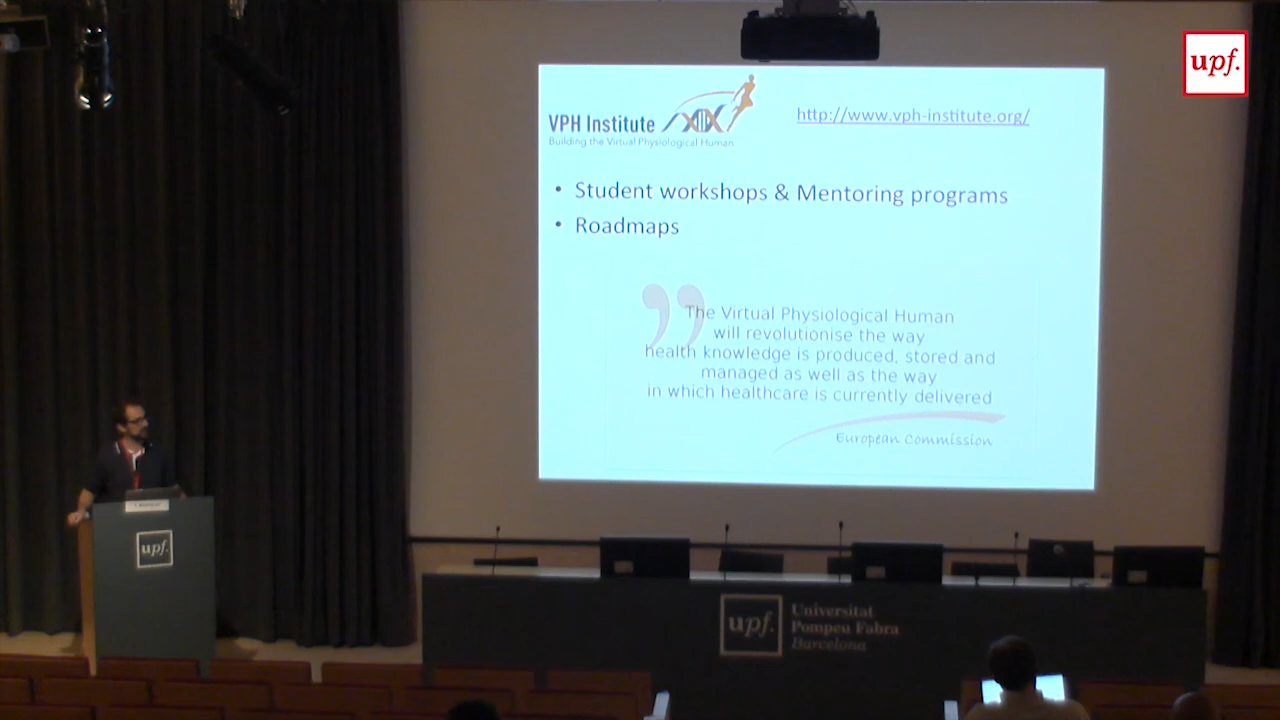 upf.
VPH Institute
Building the Virtual Physiological Human
http://www.vph-institute.org/
• Student workshops & Mentoring programs
• Roadmaps
”
The Virtual Physiological Human
will revolutionise the way
health knowledge is produced, stored and
managed as well as the way
in which healthcare is currently delivered
European Commission
upf.
upf.
Universitat
Pompeu Fabra
Barcelona